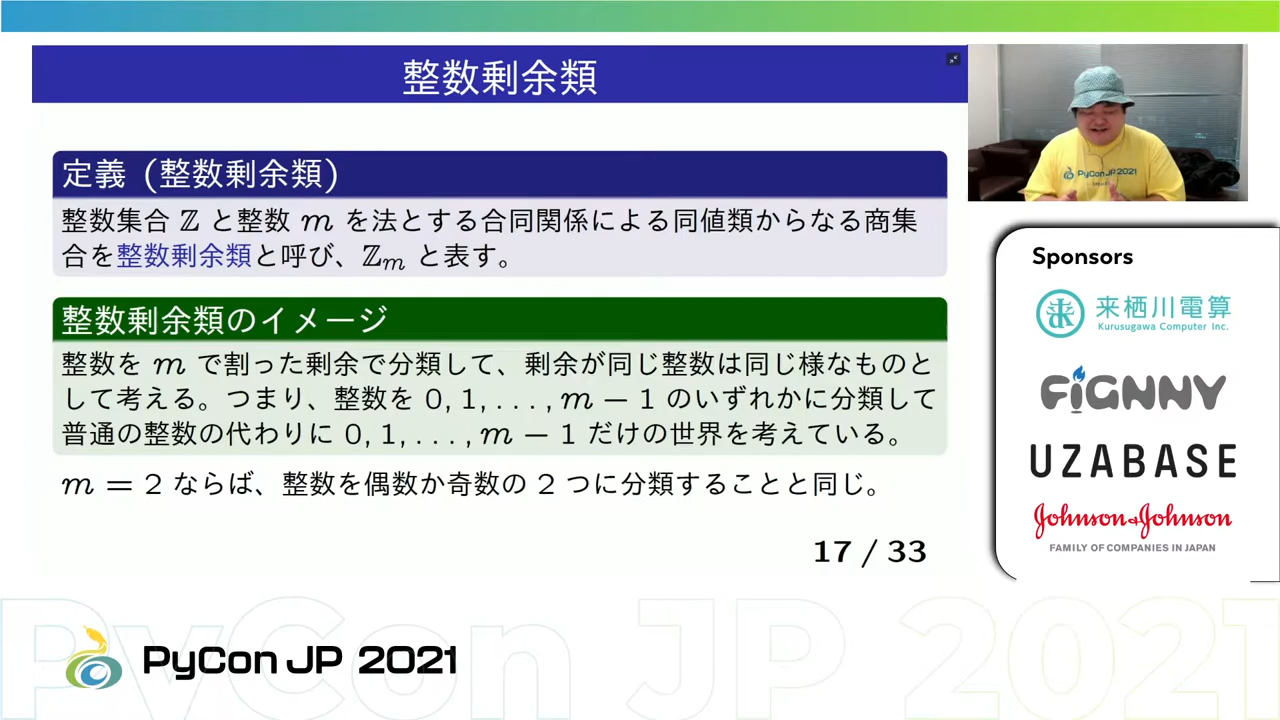 整数剰余類
定義 (整数剰余類)
整数集合 ℤ と整数 m を法とする合同関係による同値類からなる商集
合を整数剰余類と呼び、ℤm と表す。
整数剰余類のイメージ
整数を m で割った剰余で分類して、剰余が同じ整数は同じ様なものと
して考える。つまり、整数を 0, 1, . . . , m − 1 のいずれかに分類して
普通の整数の代わりに 0, 1, . . . , m − 1 だけの世界を考えている。
m = 2 ならば、整数を偶数か奇数の 2 つに分類することと同じ。
17 / 33
PyCon JP 2021
Sponsors
来栖川電算
Kurusugawa Computer Inc.
FiGNNY
UZABASE
Johnson&Johnson
FAMILY OF COMPANIES IN JAPAN
PyCon JP 2021
PyCon JP 2021